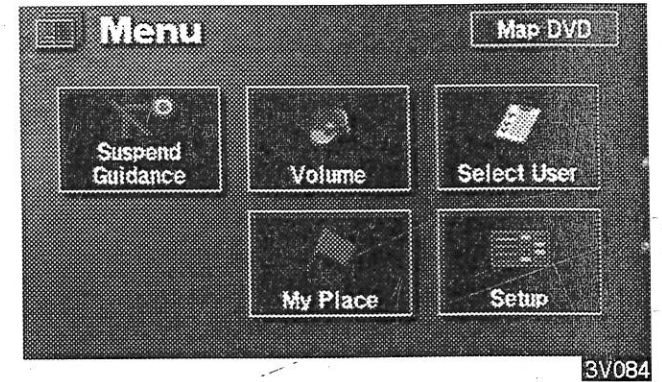 Menu
Map DVD
Suspend
Guidance
Volume
Select User
My Place
Setup
3V084